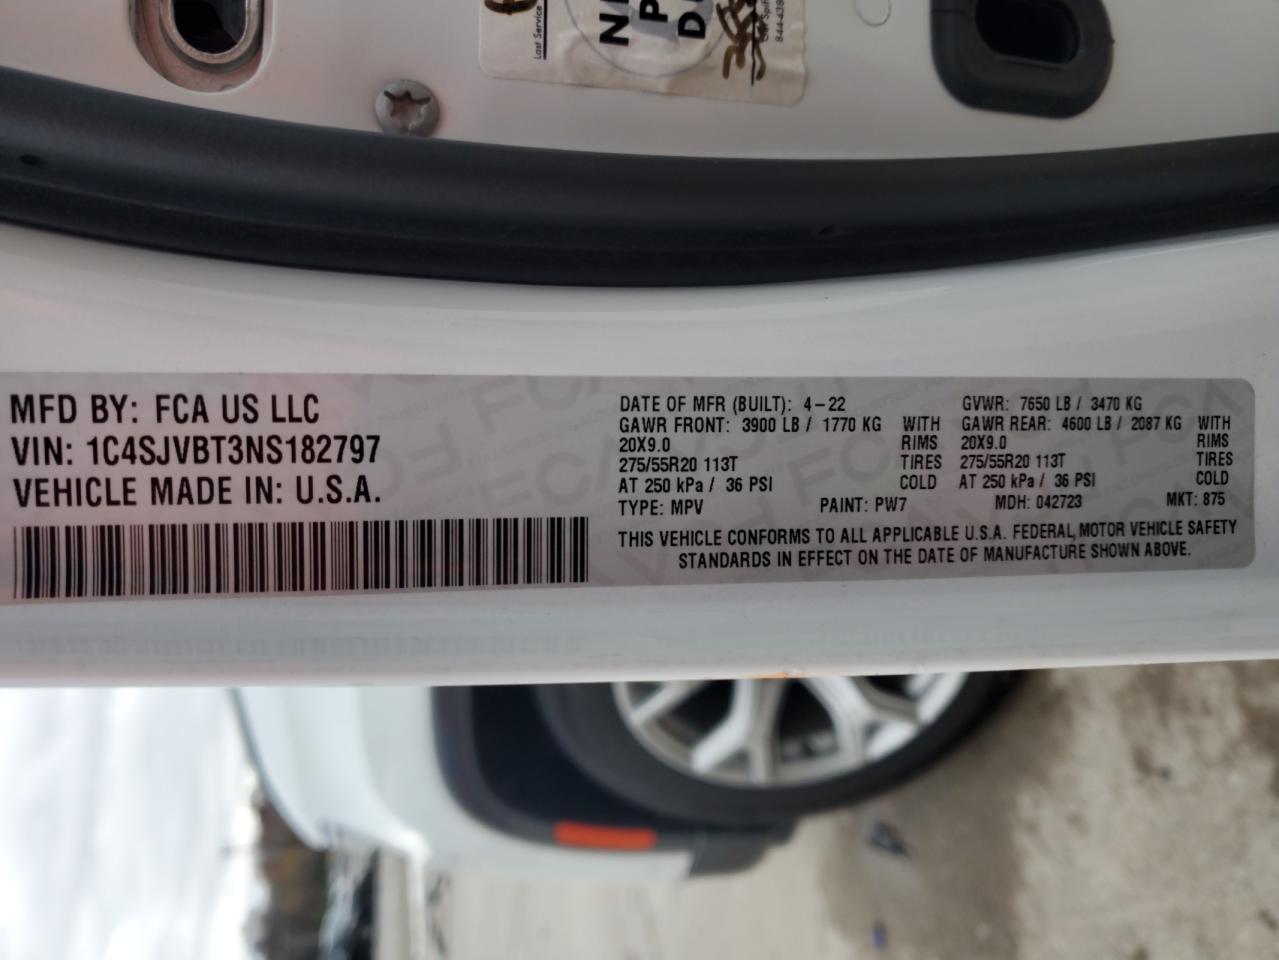 Last Service
844-438
MFD BY: FCA US LLC
VIN: 1C4SJVBT3NS182797
VEHICLE MADE IN: U.S.A.
DATE OF MFR (BUILT): 4-22 GVWR: 7650 LB / 3470 KG
GAWR FRONT: 3900 LB / 1770 KG WITH GAWR REAR: 4600 LB / 2087 KG WITH
20X9.0 RIMS 20X9.0 RIMS
275/55R20 113T TIRES 275/55R20 113T TIRES
AT 250 kPa / 36 PSI COLD AT 250 kPa / 36 PSI COLD
TYPE: MPV PAINT: PW7 MDH: 042723 MKT: 875
THIS VEHICLE CONFORMS TO ALL APPLICABLE U.S.A. FEDERAL MOTOR VEHICLE SAFETY
STANDARDS IN EFFECT ON THE DATE OF MANUFACTURE SHOWN ABOVE.